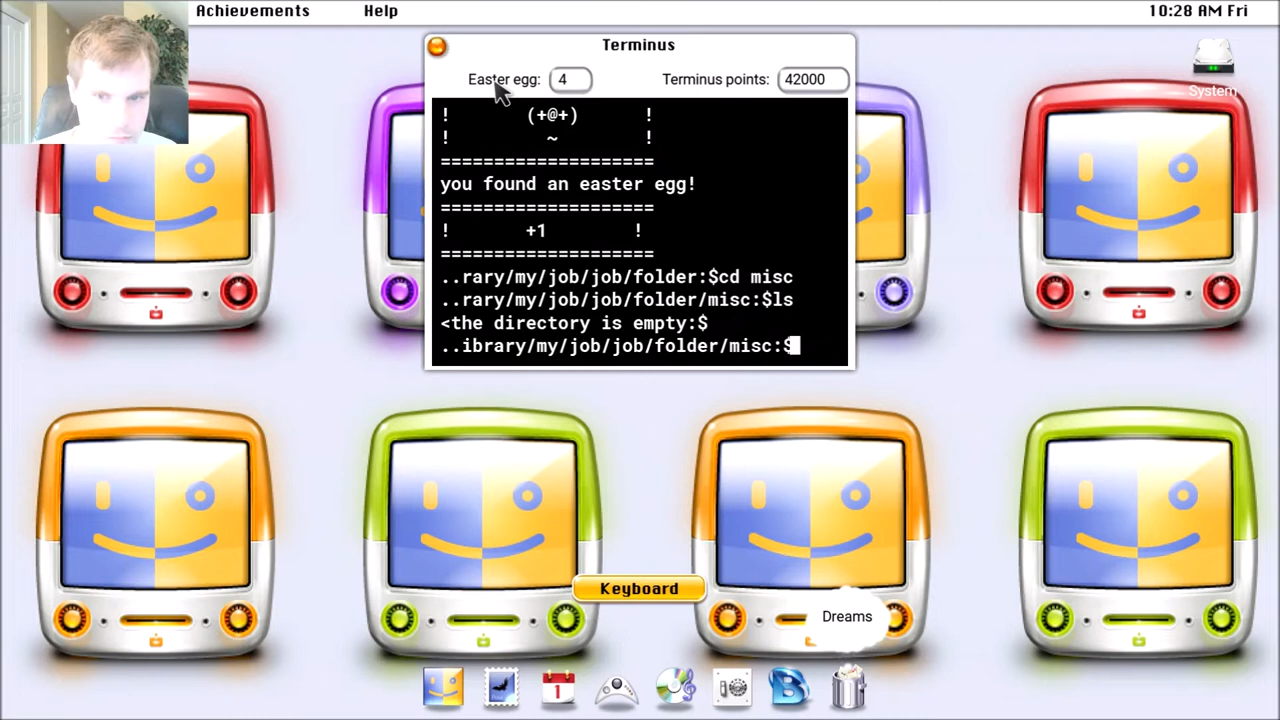 Achievements Help 10:28 AM Fri
Terminus
Easter egg: 4 Terminus points: 42000
System
! (+@+) !
! ~ !
====================
you found an easter egg!
====================
! +1 !
====================
..rary/my/job/job/folder:$cd misc
..rary/my/job/job/folder/misc:$ls
<the directory is empty:$
..ibrary/my/job/job/folder/misc:$
Keyboard
Dreams
1
B